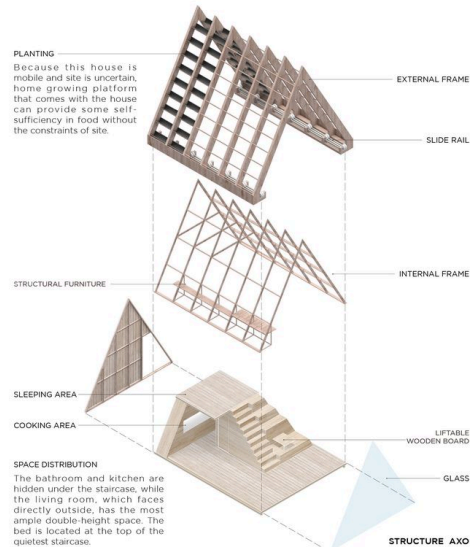 PLANTING
Because this house is
mobile and site is uncertain,
home growing platform
that comes with the house
can provide some self-
sufficiency in food without
the constraints of site.
EXTERNAL FRAME
SLIDE RAIL
INTERNAL FRAME
STRUCTURAL FURNITURE
SLEEPING AREA
COOKING AREA
LIFTABLE
WOODEN BOARD
GLASS
SPACE DISTRIBUTION
The bathroom and kitchen are
hidden under the staircase, while
the living room, which faces
directly outside, has the most
ample double-height space. The
bed is located at the top of the
quietest staircase.
STRUCTURE AXO